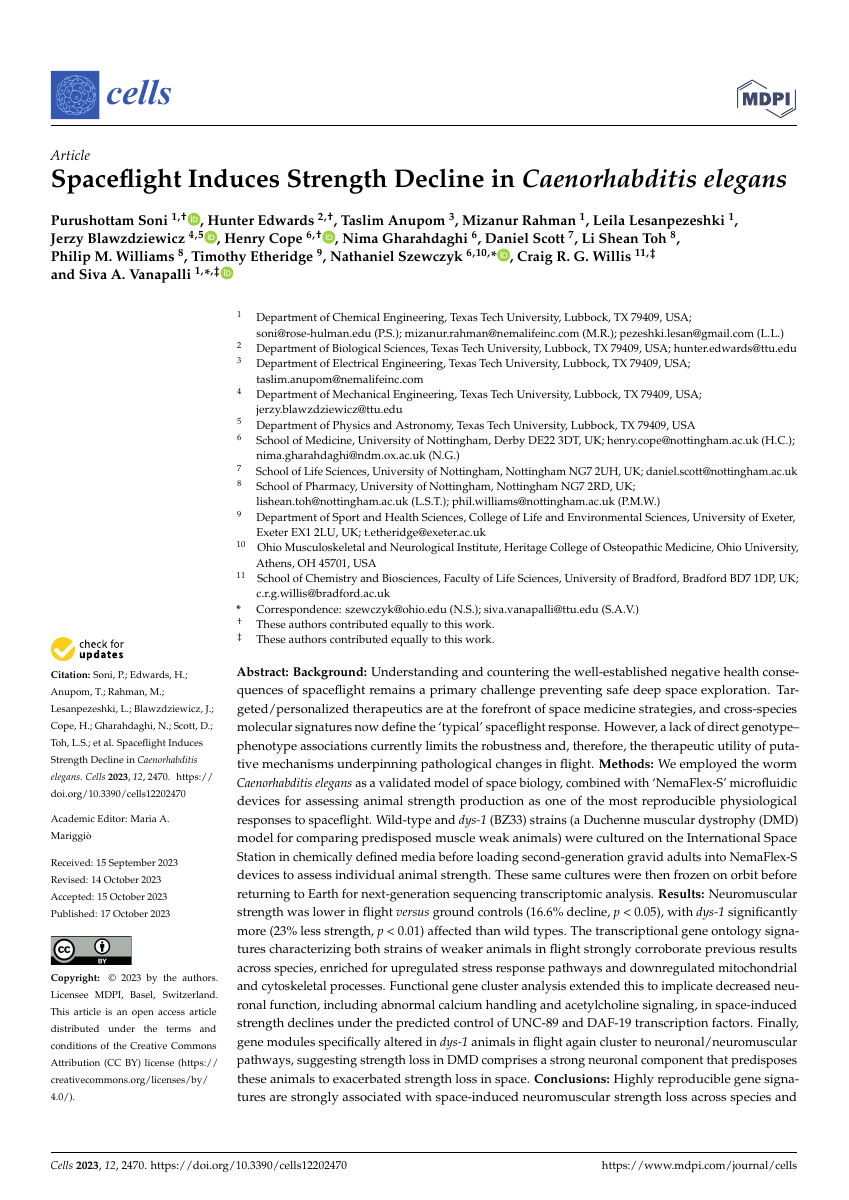 cells
MDPI
Article
Spaceflight Induces Strength Decline in Caenorhabditis elegans
Purushottam Soni 1,†, Hunter Edwards 2,†, Taslim Anupom 3, Mizanur Rahman 1, Leila Lesanpezeshki 1,
Jerzy Blawzdziewicz 4,5, Henry Cope 6,†, Nima Gharahdaghi 6, Daniel Scott 7, Li Shean Toh 8,
Philip M. Williams 8, Timothy Etheridge 9, Nathaniel Szewczyk 6,10,*, Craig R. G. Willis 11,‡
and Siva A. Vanapalli 1,*,‡
1 Department of Chemical Engineering, Texas Tech University, Lubbock, TX 79409, USA;
soni@rose-hulman.edu (P.S.); mizanur.rahman@nemalifeinc.com (M.R.); pezeshki.lesan@gmail.com (L.L.)
2 Department of Biological Sciences, Texas Tech University, Lubbock, TX 79409, USA; hunter.edwards@ttu.edu
3 Department of Electrical Engineering, Texas Tech University, Lubbock, TX 79409, USA;
taslim.anupom@nemalifeinc.com
4 Department of Mechanical Engineering, Texas Tech University, Lubbock, TX 79409, USA;
jerzy.blawzdziewicz@ttu.edu
5 Department of Physics and Astronomy, Texas Tech University, Lubbock, TX 79409, USA
6 School of Medicine, University of Nottingham, Derby DE22 3DT, UK; henry.cope@nottingham.ac.uk (H.C.);
nima.gharahdaghi@ndm.ox.ac.uk (N.G.)
7 School of Life Sciences, University of Nottingham, Nottingham NG7 2UH, UK; daniel.scott@nottingham.ac.uk
8 School of Pharmacy, University of Nottingham, Nottingham NG7 2RD, UK;
lishean.toh@nottingham.ac.uk (L.S.T.); phil.williams@nottingham.ac.uk (P.M.W.)
9 Department of Sport and Health Sciences, College of Life and Environmental Sciences, University of Exeter,
Exeter EX1 2LU, UK; t.etheridge@exeter.ac.uk
10 Ohio Musculoskeletal and Neurological Institute, Heritage College of Osteopathic Medicine, Ohio University,
Athens, OH 45701, USA
11 School of Chemistry and Biosciences, Faculty of Life Sciences, University of Bradford, Bradford BD7 1DP, UK;
c.r.g.willis@bradford.ac.uk
* Correspondence: szewczyk@ohio.edu (N.S.); siva.vanapalli@ttu.edu (S.A.V.)
† These authors contributed equally to this work.
‡ These authors contributed equally to this work.
check for
updates
Citation: Soni, P.; Edwards, H.;
Anupom, T.; Rahman, M.;
Lesanpezeshki, L.; Blawzdziewicz, J.;
Cope, H.; Gharahdaghi, N.; Scott, D.;
Toh, L.S.; et al. Spaceflight Induces
Strength Decline in Caenorhabditis
elegans. Cells 2023, 12, 2470. https://
doi.org/10.3390/cells12202470
Academic Editor: Maria A.
Mariggiò
Received: 15 September 2023
Revised: 14 October 2023
Accepted: 15 October 2023
Published: 17 October 2023
CC BY
Copyright: © 2023 by the authors.
Licensee MDPI, Basel, Switzerland.
This article is an open access article
distributed under the terms and
conditions of the Creative Commons
Attribution (CC BY) license (https://
creativecommons.org/licenses/by/
4.0/).
Abstract: Background: Understanding and countering the well-established negative health conse-
quences of spaceflight remains a primary challenge preventing safe deep space exploration. Tar-
geted/personalized therapeutics are at the forefront of space medicine strategies, and cross-species
molecular signatures now define the ‘typical’ spaceflight response. However, a lack of direct genotype–
phenotype associations currently limits the robustness and, therefore, the therapeutic utility of puta-
tive mechanisms underpinning pathological changes in flight. Methods: We employed the worm
Caenorhabditis elegans as a validated model of space biology, combined with ‘NemaFlex-S’ microfluidic
devices for assessing animal strength production as one of the most reproducible physiological
responses to spaceflight. Wild-type and dys-1 (BZ33) strains (a Duchenne muscular dystrophy (DMD)
model for comparing predisposed muscle weak animals) were cultured on the International Space
Station in chemically defined media before loading second-generation gravid adults into NemaFlex-S
devices to assess individual animal strength. These same cultures were then frozen on orbit before
returning to Earth for next-generation sequencing transcriptomic analysis. Results: Neuromuscular
strength was lower in flight versus ground controls (16.6% decline, p < 0.05), with dys-1 significantly
more (23% less strength, p < 0.01) affected than wild types. The transcriptional gene ontology signa-
tures characterizing both strains of weaker animals in flight strongly corroborate previous results
across species, enriched for upregulated stress response pathways and downregulated mitochondrial
and cytoskeletal processes. Functional gene cluster analysis extended this to implicate decreased neu-
ronal function, including abnormal calcium handling and acetylcholine signaling, in space-induced
strength declines under the predicted control of UNC-89 and DAF-19 transcription factors. Finally,
gene modules specifically altered in dys-1 animals in flight again cluster to neuronal/neuromuscular
pathways, suggesting strength loss in DMD comprises a strong neuronal component that predisposes
these animals to exacerbated strength loss in space. Conclusions: Highly reproducible gene signa-
tures are strongly associated with space-induced neuromuscular strength loss across species and
Cells 2023, 12, 2470. https://doi.org/10.3390/cells12202470
https://www.mdpi.com/journal/cells